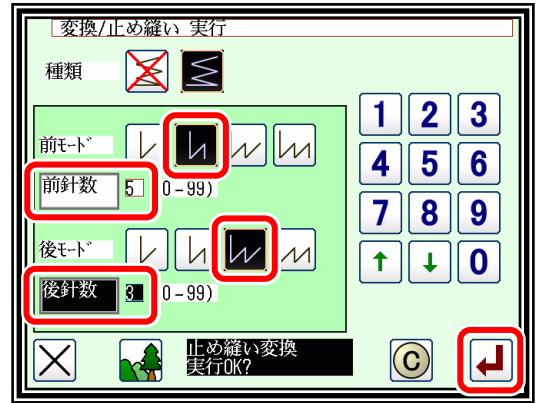 変換/止め縫い 実行
種類
前ﾓｰﾄﾞ
前針数 5 (0－99)
後ﾓｰﾄﾞ
後針数 3 (0－99)
1 2 3
4 5 6
7 8 9
↑ ↓ 0
止め縫い変換
実行OK?
C